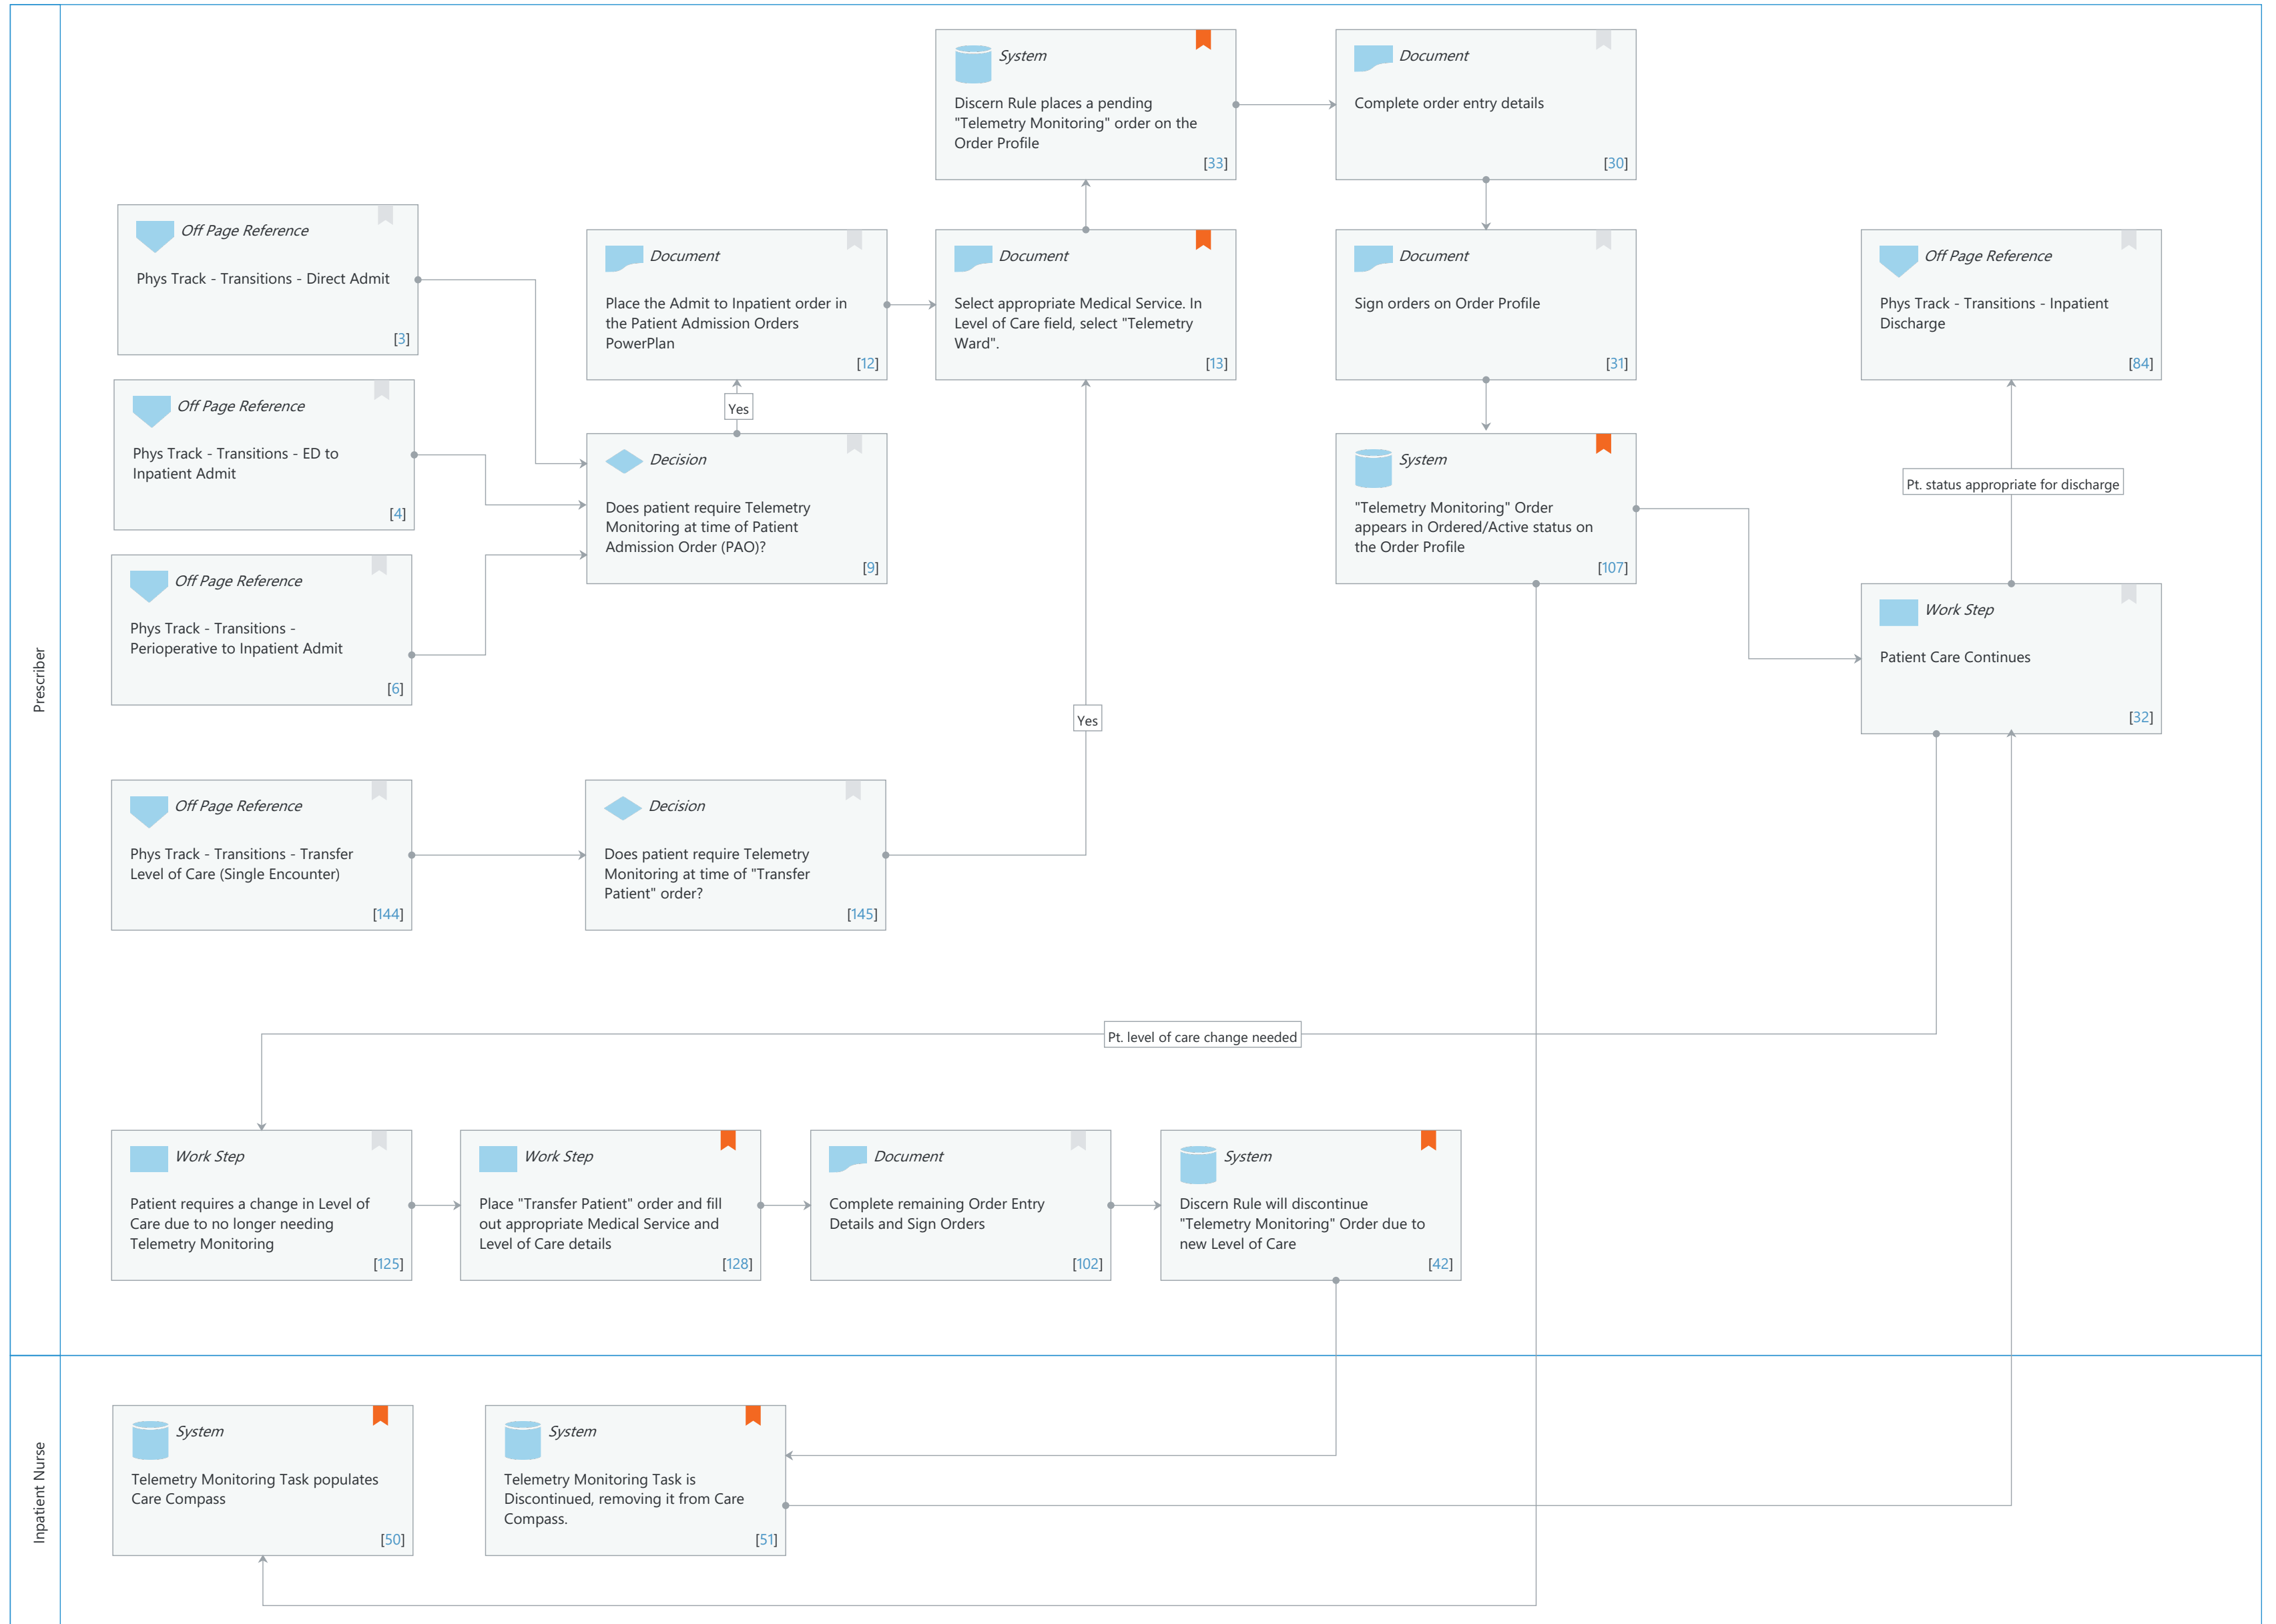 Prescriber
System
Discern Rule places a pending
"Telemetry Monitoring" order on the
Order Profile
[33]
Document
Complete order entry details
[30]
Off Page Reference
Phys Track - Transitions - Direct Admit
[3]
Document
Place the Admit to Inpatient order in
the Patient Admission Orders
PowerPlan
[12]
Document
Select appropriate Medical Service. In
Level of Care field, select "Telemetry
Ward".
[13]
Document
Sign orders on Order Profile
[31]
Off Page Reference
Phys Track - Transitions - Inpatient
Discharge
[84]
Off Page Reference
Phys Track - Transitions - ED to
Inpatient Admit
[4]
Yes
Decision
Does patient require Telemetry
Monitoring at time of Patient
Admission Order (PAO)?
[9]
System
"Telemetry Monitoring" Order
appears in Ordered/Active status on
the Order Profile
[107]
Pt. status appropriate for discharge
Off Page Reference
Phys Track - Transitions -
Perioperative to Inpatient Admit
[6]
Work Step
Patient Care Continues
[32]
Yes
Off Page Reference
Phys Track - Transitions - Transfer
Level of Care (Single Encounter)
[144]
Decision
Does patient require Telemetry
Monitoring at time of "Transfer
Patient" order?
[145]
Pt. level of care change needed
Work Step
Patient requires a change in Level of
Care due to no longer needing
Telemetry Monitoring
[125]
Work Step
Place "Transfer Patient" order and fill
out appropriate Medical Service and
Level of Care details
[128]
Document
Complete remaining Order Entry
Details and Sign Orders
[102]
System
Discern Rule will discontinue
"Telemetry Monitoring" Order due to
new Level of Care
[42]
Inpatient Nurse
System
Telemetry Monitoring Task populates
Care Compass
[50]
System
Telemetry Monitoring Task is
Discontinued, removing it from Care
Compass.
[51]